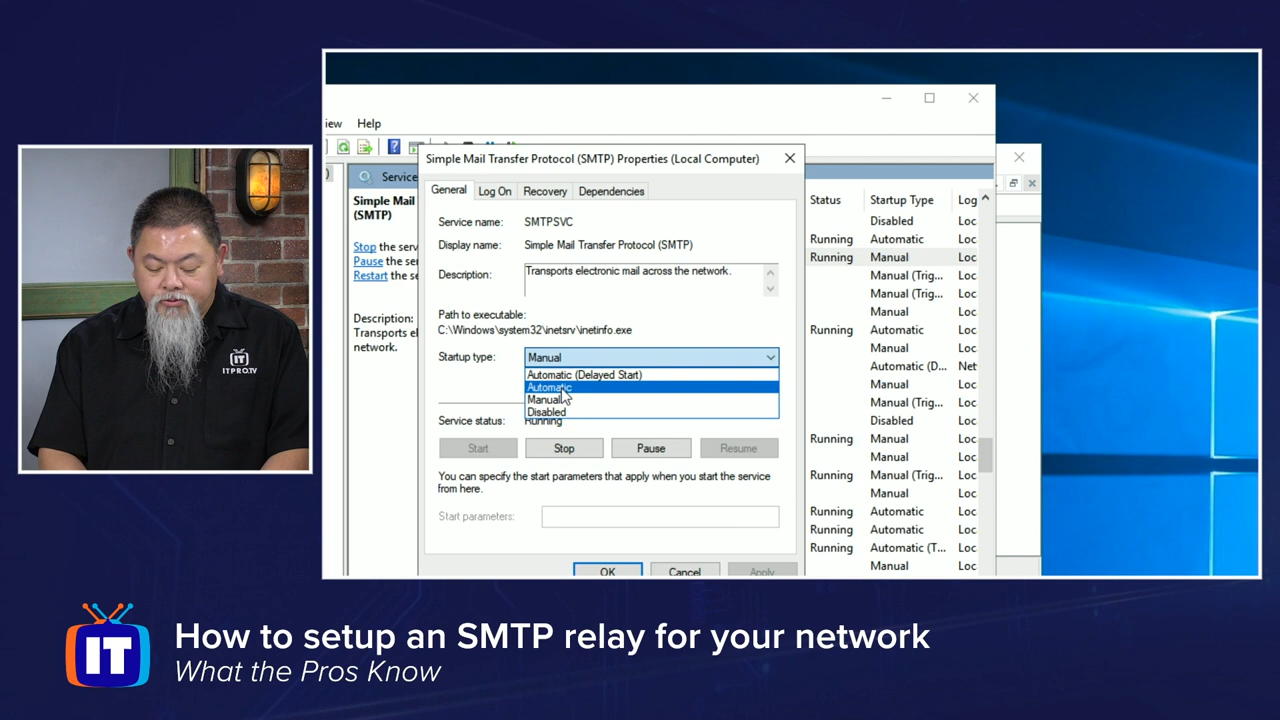 IT
ITPRO.TV
iew Help
Service
Simple Mail
(SMTP)
Stop the serv
Pause the ser
Restart the se
Description:
Transports el
network.
Simple Mail Transfer Protocol (SMTP) Properties (Local Computer)
General Log On Recovery Dependencies
Service name: SMTPSVC
Display name: Simple Mail Transfer Protocol (SMTP)
Description: Transports electronic mail across the network.
Path to executable:
C:\Windows\system32\inetsrv\inetinfo.exe
Startup type: Manual
Automatic (Delayed Start)
Automatic
Manual
Disabled
Service status: Running
Start Stop Pause Resume
You can specify the start parameters that apply when you start the service
from here.
Start parameters:
OK Cancel Apply
Status Startup Type Log
Disabled Loc
Running Automatic Loc
Running Manual Loc
Manual (Trig... Loc
Manual (Trig... Loc
Manual Loc
Running Automatic Loc
Manual Loc
Automatic (D... Net
Manual Loc
Manual (Trig... Loc
Disabled Loc
Running Manual Loc
Manual Loc
Running Manual (Trig... Loc
Manual Loc
Running Automatic Loc
Running Automatic Loc
Running Automatic (T... Loc
Manual Loc
IT
How to setup an SMTP relay for your network
What the Pros Know